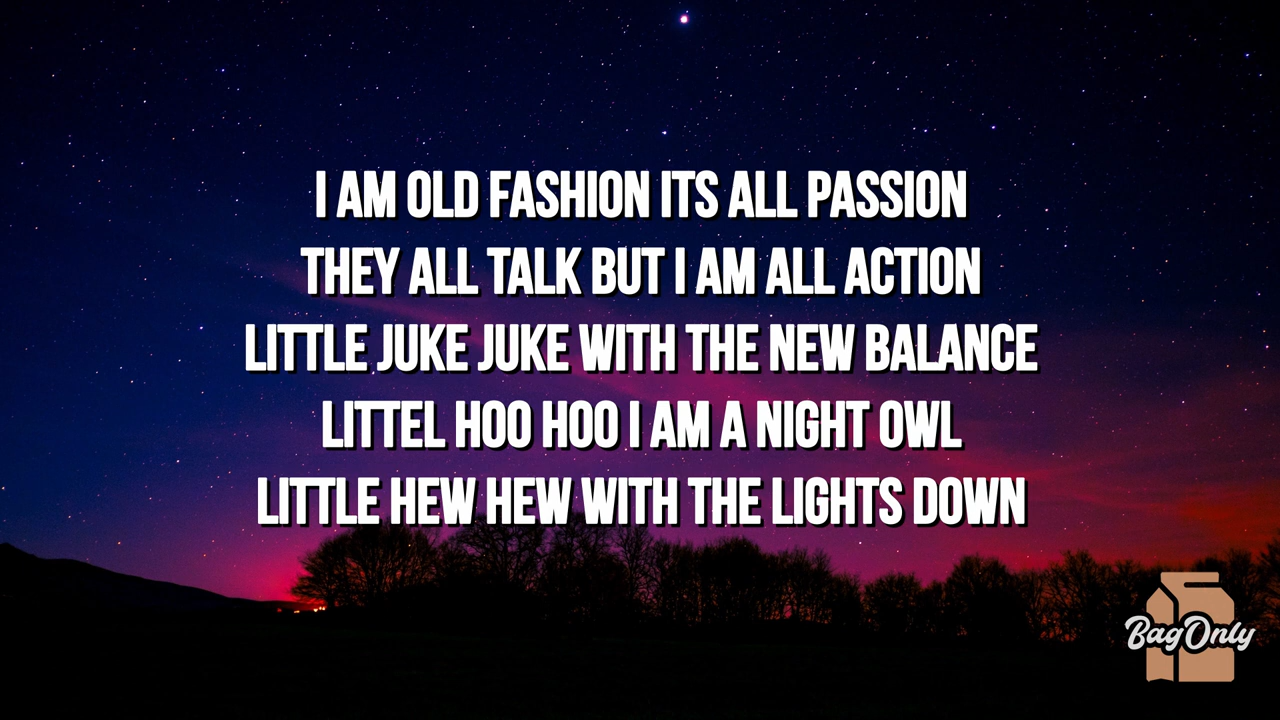 I AM OLD FASHION ITS ALL PASSION
THEY ALL TALK BUT I AM ALL ACTION
LITTLE JUKE JUKE WITH THE NEW BALANCE
LITTEL HOO HOO I AM A NIGHT OWL
LITTLE HEW HEW WITH THE LIGHTS DOWN
BagOnly